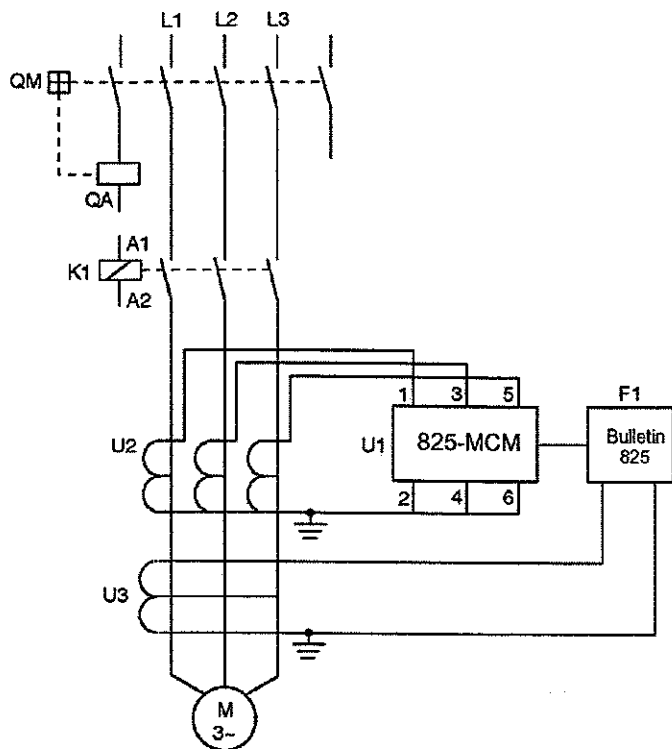 L1 L2 L3
QM
QA
A1
K1
A2
1 3 5
F1
U2
U1
825-MCM
Bulletin
825
2 4 6
U3
M
3~